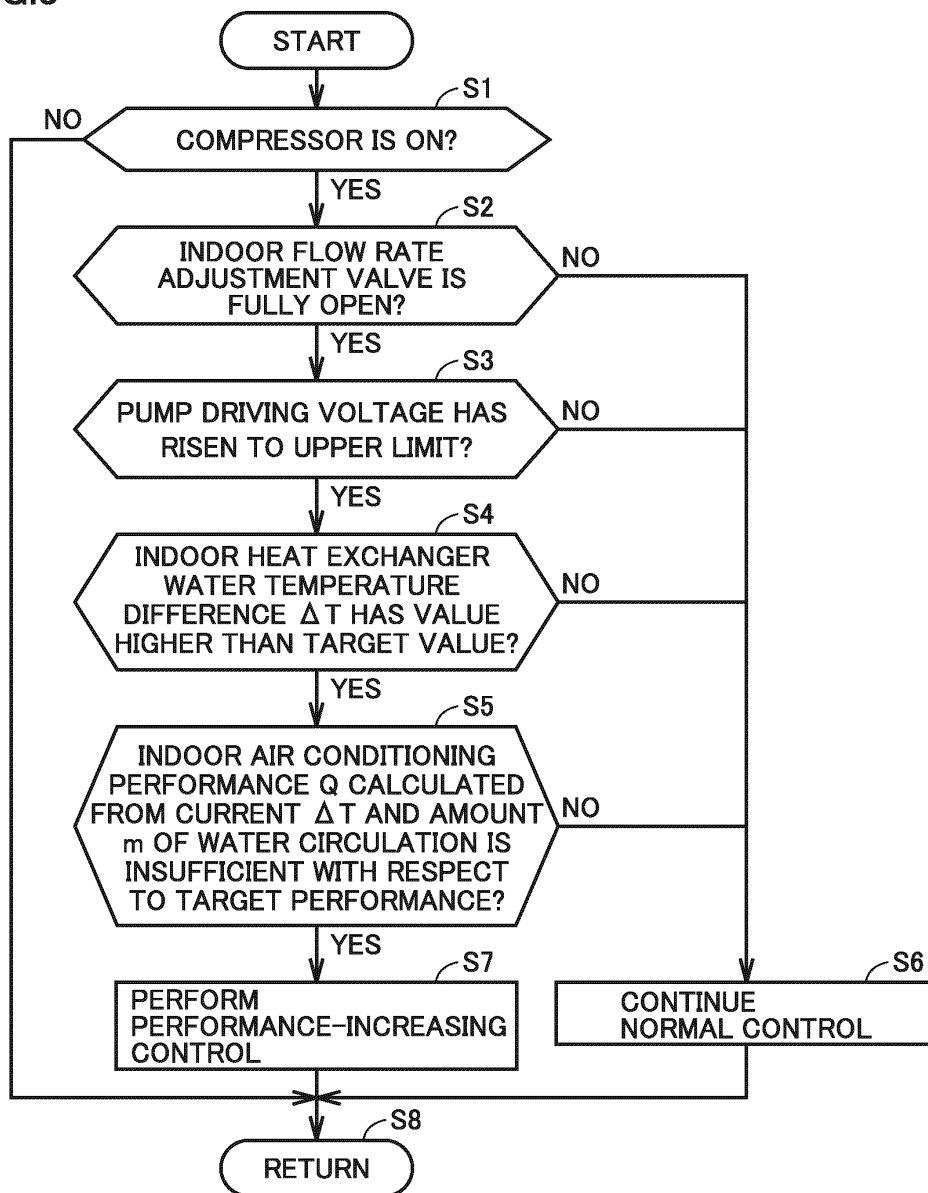 START
S1
NO
COMPRESSOR IS ON?
YES
S2
INDOOR FLOW RATE
ADJUSTMENT VALVE IS
FULLY OPEN?
NO
YES
S3
PUMP DRIVING VOLTAGE HAS
RISEN TO UPPER LIMIT?
NO
YES
S4
INDOOR HEAT EXCHANGER
WATER TEMPERATURE
DIFFERENCE ΔT HAS VALUE
HIGHER THAN TARGET VALUE?
NO
YES
S5
INDOOR AIR CONDITIONING
PERFORMANCE Q CALCULATED
FROM CURRENT ΔT AND AMOUNT
m OF WATER CIRCULATION IS
INSUFFICIENT WITH RESPECT
TO TARGET PERFORMANCE?
NO
YES
S7
PERFORM
PERFORMANCE-INCREASING
CONTROL
S6
CONTINUE
NORMAL CONTROL
S8
RETURN